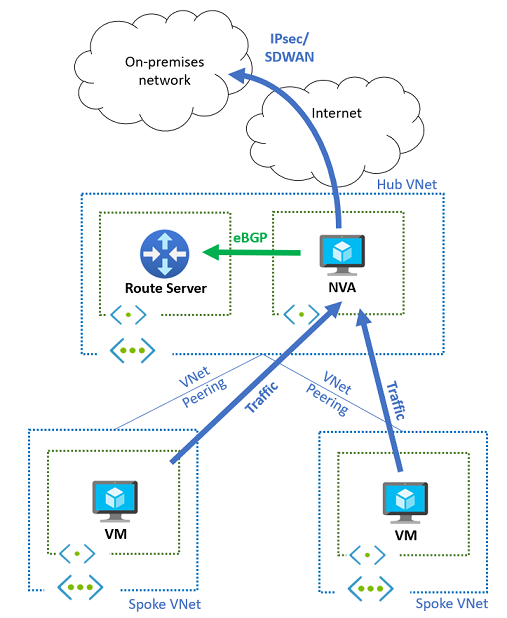 IPsec/
SDWAN
On-premises
network
Internet
Hub VNet
eBGP
Route Server
NVA
VNet
Peering
Traffic
VNet
Peering
Traffic
VM
VM
Spoke VNet
Spoke VNet